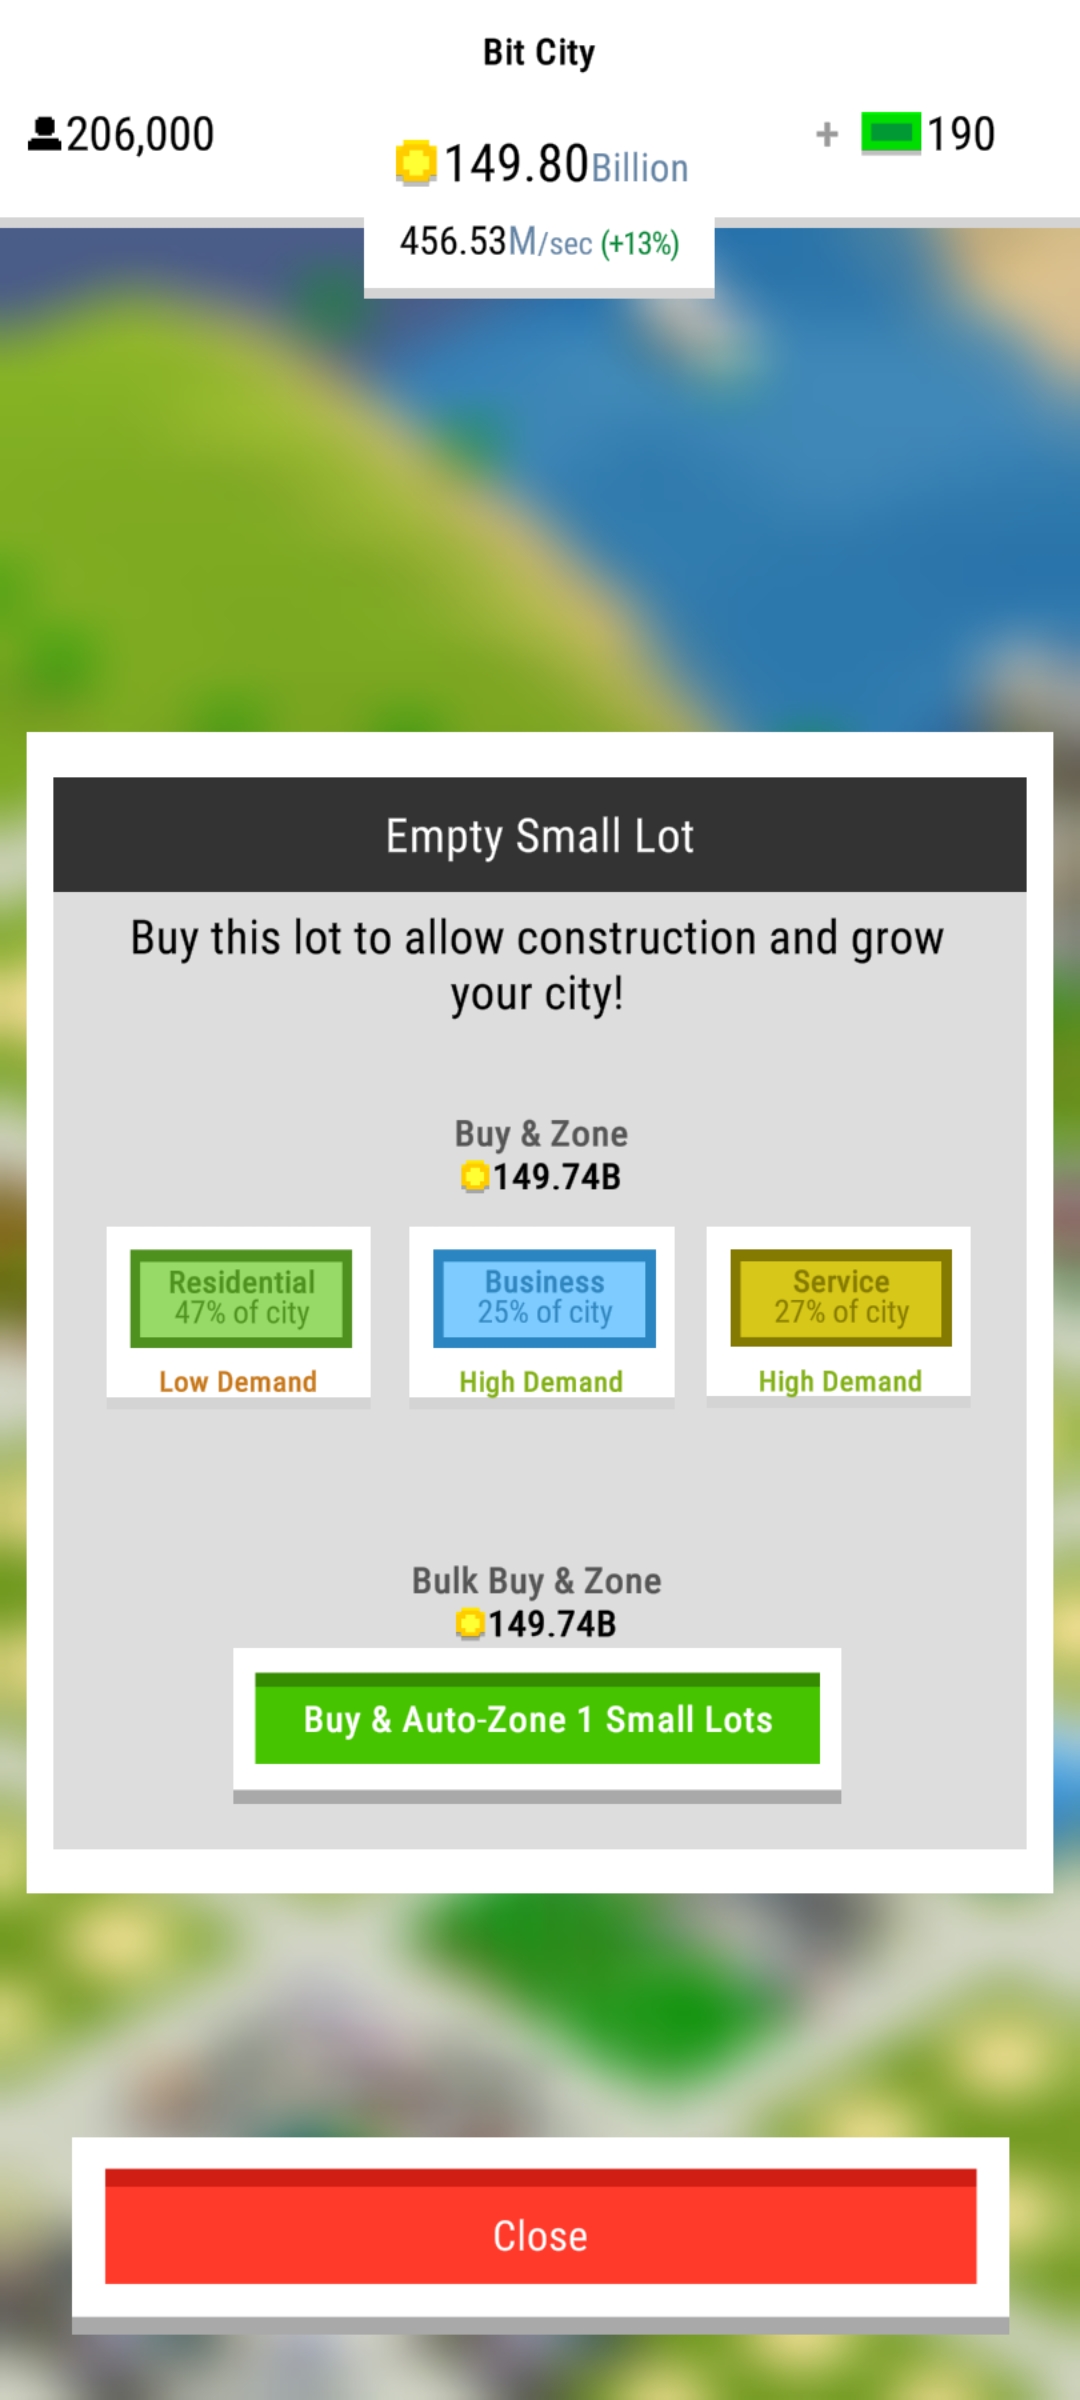 Bit City
206,000
149.80Billion
+ 190
456.53M/sec (+13%)
Empty Small Lot
Buy this lot to allow construction and grow
your city!
Buy & Zone
149.74B
Residential
47% of city
Low Demand
Business
25% of city
High Demand
Service
27% of city
High Demand
Bulk Buy & Zone
149.74B
Buy & Auto-Zone 1 Small Lots
Close